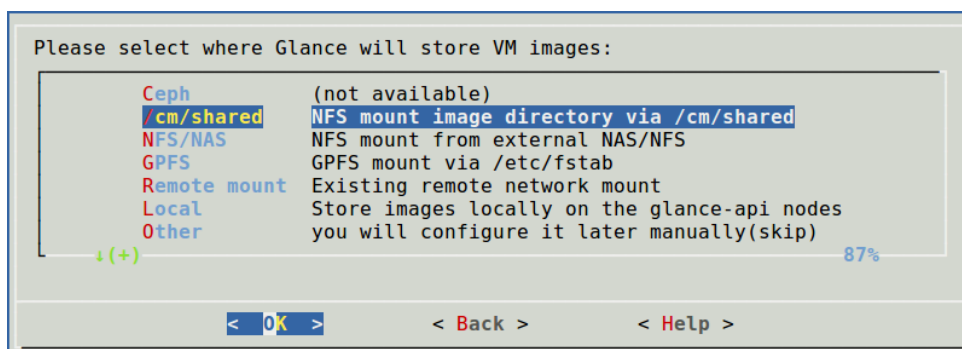 Please select where Glance will store VM images:
Ceph (not available)
/cm/shared NFS mount image directory via /cm/shared
NFS/NAS NFS mount from external NAS/NFS
GPFS GPFS mount via /etc/fstab
Remote mount Existing remote network mount
Local Store images locally on the glance-api nodes
Other you will configure it later manually(skip)
↓(+) 87%
< OK > < Back > < Help >